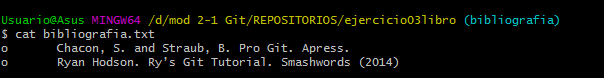 Usuario@Asus MINGW64 /d/mod 2-1 Git/REPOSITORIOS/ejercicio03libro (bibliografia)
$ cat bibliografia.txt
o Chacon, S. and Straub, B. Pro Git. Apress.
o Ryan Hodson. Ry's Git Tutorial. Smashwords (2014)